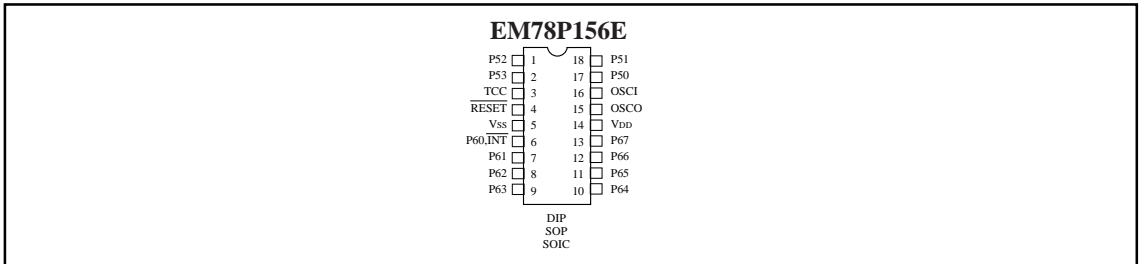 EM78P156E
P52 1 18 P51
P53 2 17 P50
TCC 3 16 OSCI
RESET 4 15 OSCO
Vss 5 14 VDD
P60,INT 6 13 P67
P61 7 12 P66
P62 8 11 P65
P63 9 10 P64
DIP
SOP
SOIC